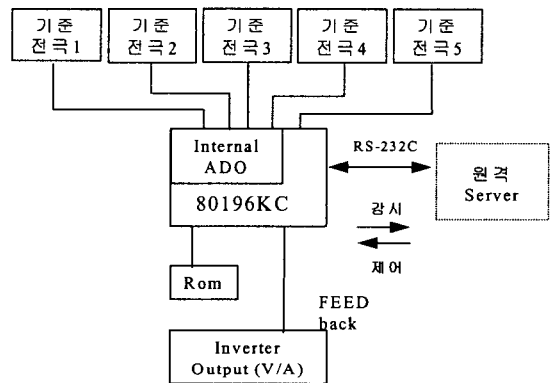 기준
전극1
기준
전극2
기준
전극3
기준
전극4
기준
전극5
Internal
ADO
80196KC
RS-232C
원격
Server
감시
제어
Rom
FEED
back
Inverter
Output (V/A)